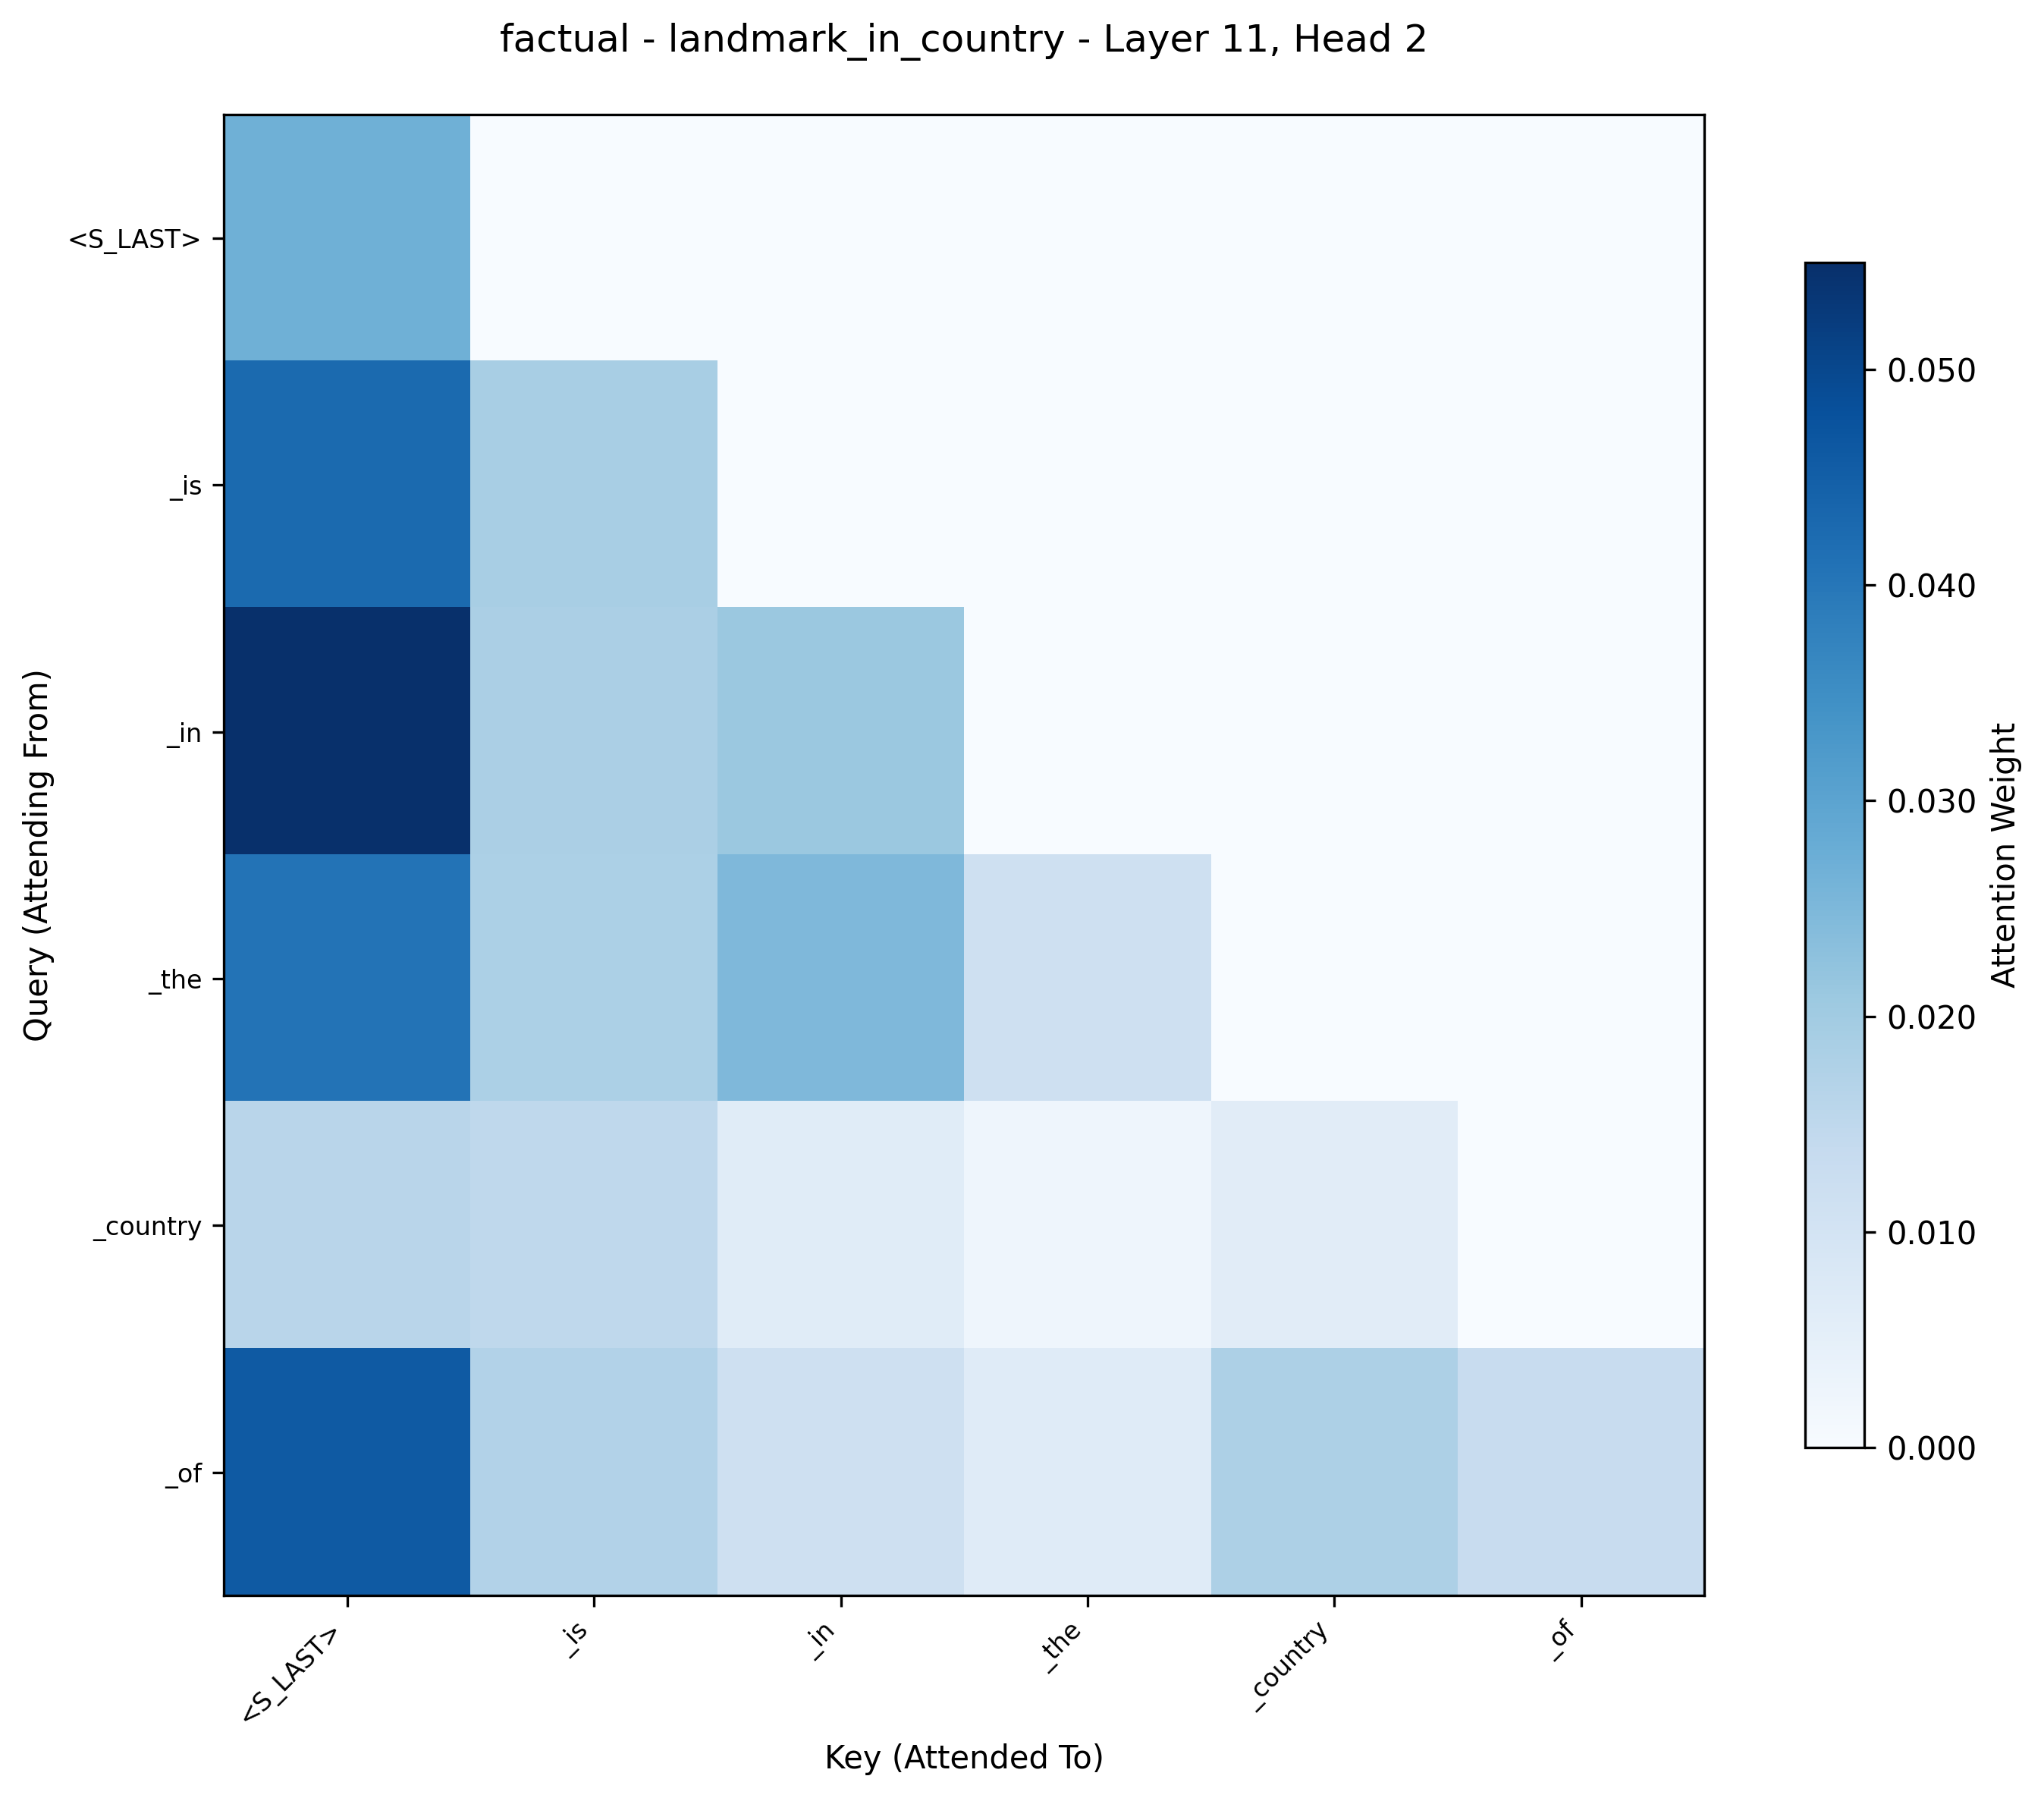 factual - landmark_in_country - Layer 11, Head 2
Query (Attending From)
<S_LAST>
_is
_in
_the
_country
_of
<S_LAST>
_is
_in
_the
_country
_of
Key (Attended To)
0.050
0.040
0.030
0.020
0.010
0.000
Attention Weight